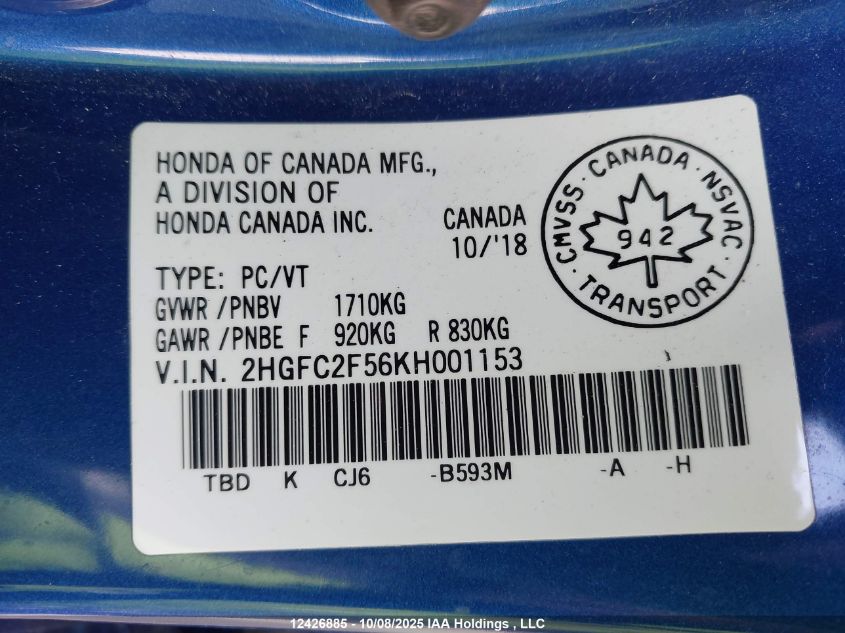 HONDA OF CANADA MFG.,
A DIVISION OF
HONDA CANADA INC.
CANADA
10/'18
CMVSS · CANADA · NSVAC · TRANSPORT ·
942
TYPE: PC/VT
GVWR /PNBV 1710KG
GAWR /PNBE F 920KG R 830KG
V.I.N. 2HGFC2F56KH001153
TBD K CJ6 -B593M -A -H
12426885 - 10/08/2025 IAA Holdings , LLC